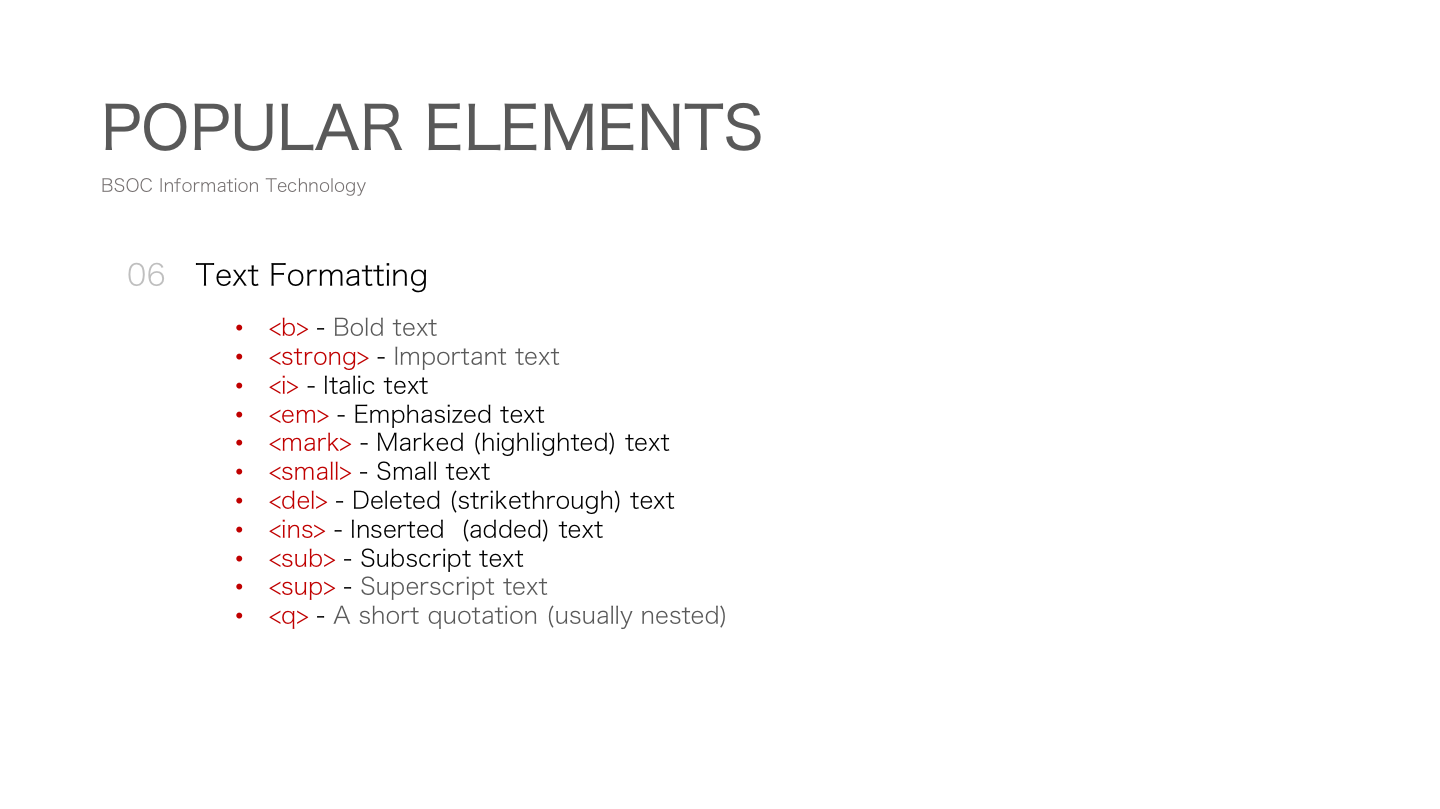 POPULAR ELEMENTS
BSOC Information Technology
06 Text Formatting
• <b> - Bold text
• <strong> - Important text
• <i> - Italic text
• <em> - Emphasized text
• <mark> - Marked (highlighted) text
• <small> - Small text
• <del> - Deleted (strikethrough) text
• <ins> - Inserted  (added) text
• <sub> - Subscript text
• <sup> - Superscript text
• <q> - A short quotation (usually nested)